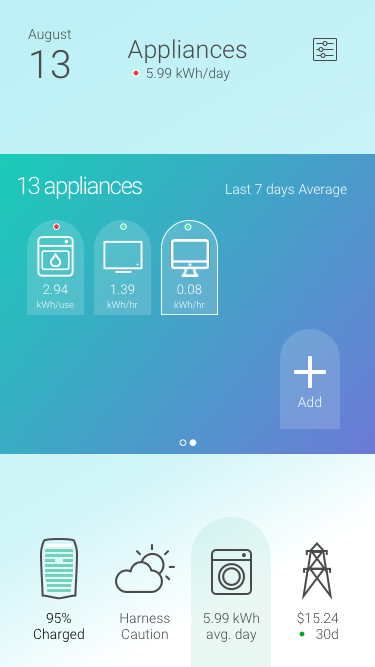 August
13
Appliances
5.99 kWh/day
13 appliances
Last 7 days Average
2.94
kWh/use
1.39
kWh/hr
0.08
kWh/hr
Add
95%
Charged
Harness
Caution
5.99 kWh
avg. day
$15.24
30d